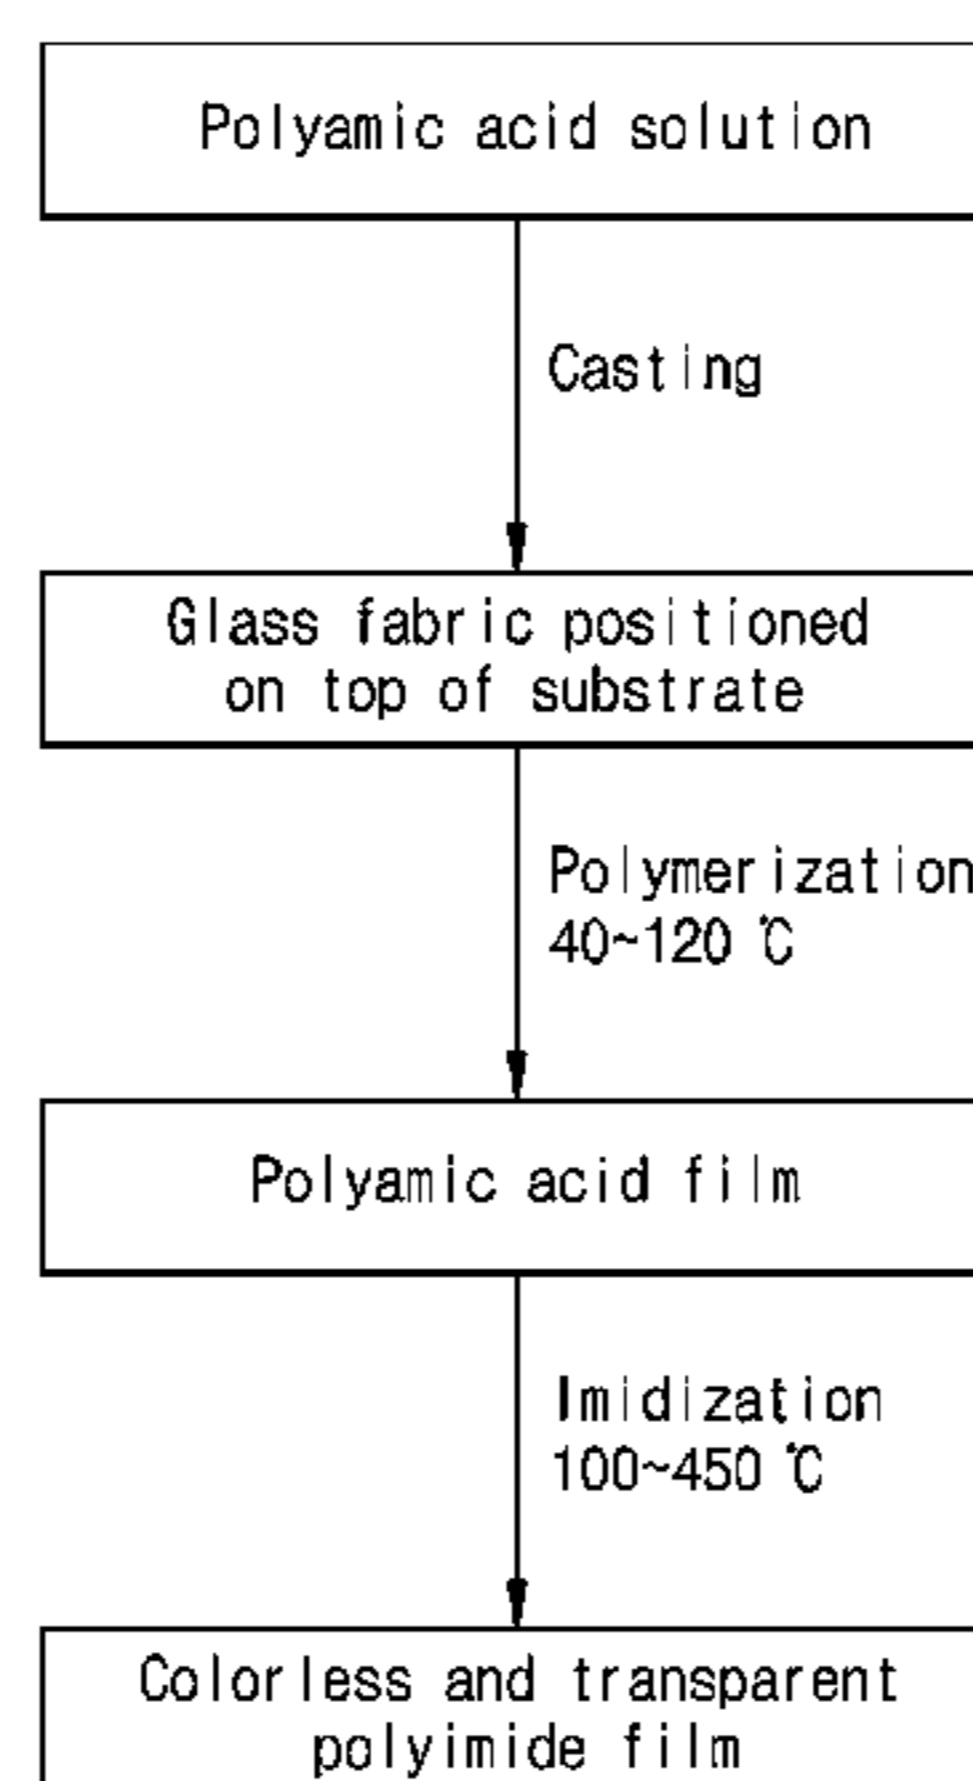 Polyamic acid solution
Casting
Glass fabric positioned
on top of substrate
Polymerization
40~120 ℃
Polyamic acid film
Imidization
100~450 ℃
Colorless and transparent
polyimide film